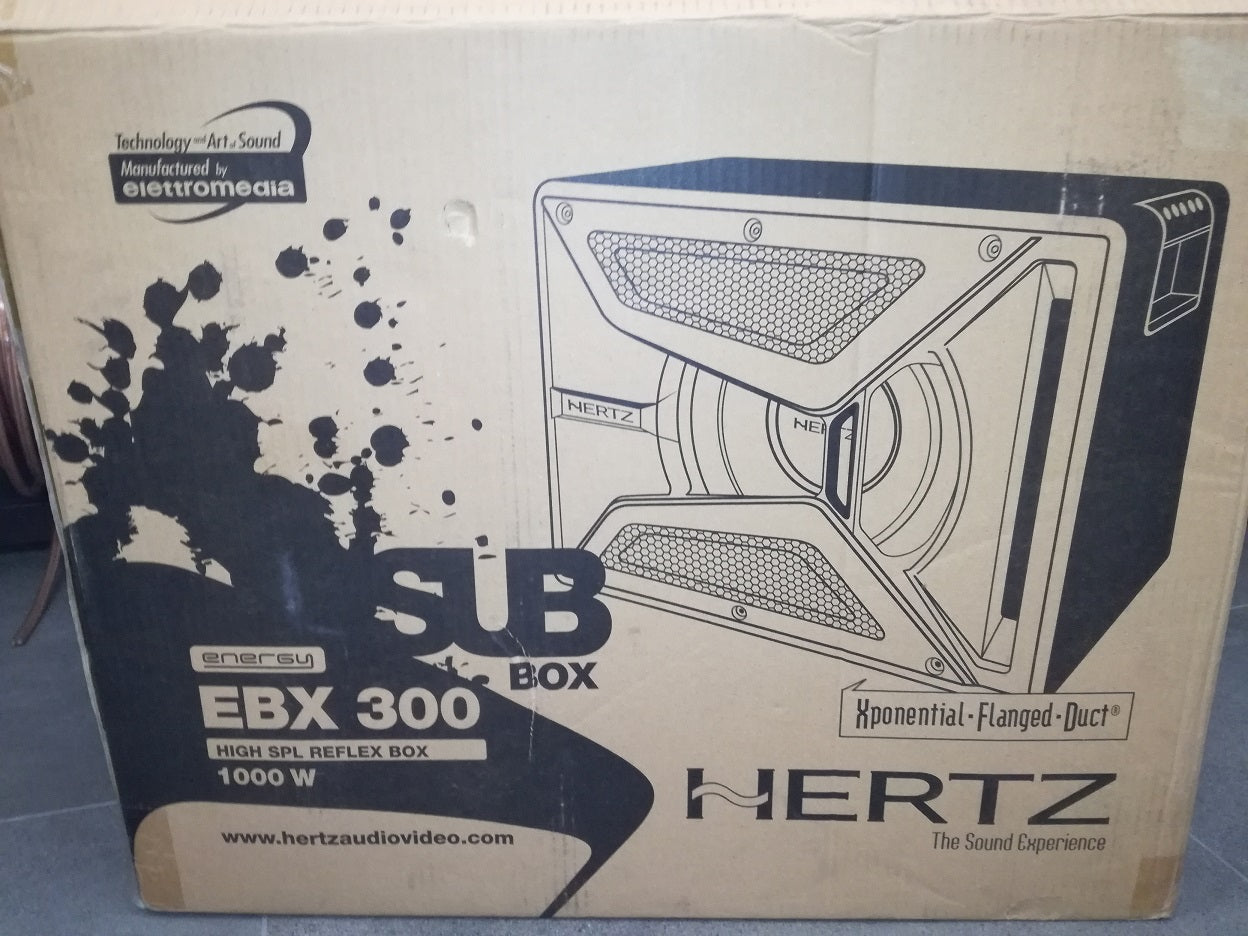 Technology and Art of Sound
Manufactured by
elettromedia
HERTZ
HERTZ
SUB
BOX
energy
EBX 300
HIGH SPL REFLEX BOX
1000 W
www.hertzaudiovideo.com
Xponential-Flanged-Duct®
HERTZ
The Sound Experience